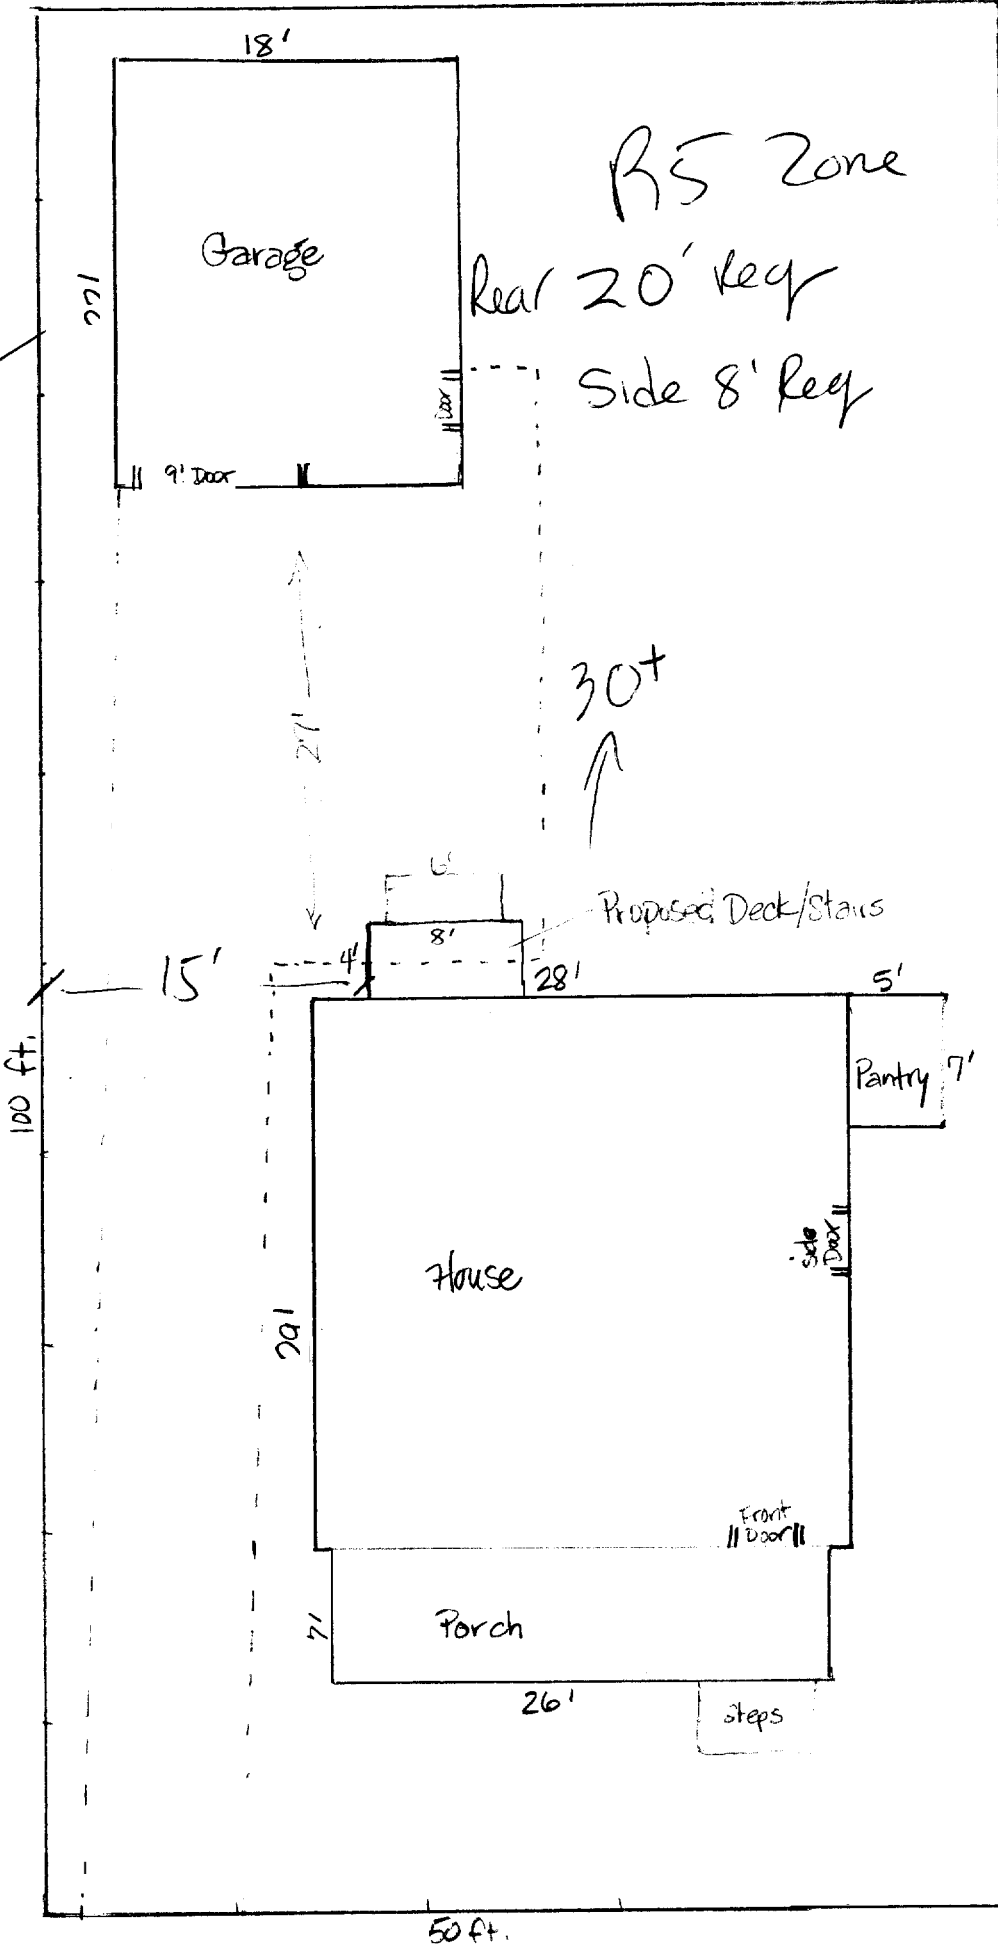 18'
R5 Zone
Garage
22'
Rear 20' Req
Side 8' Req
Door
9' Door
27'
30+
6'
Proposed Deck/Stairs
8'
4'
15'
28'
5'
Pantry
7'
100 ft.
Side
Door
House
29'
Front
Door
7'
Porch
26'
Steps
50 ft.